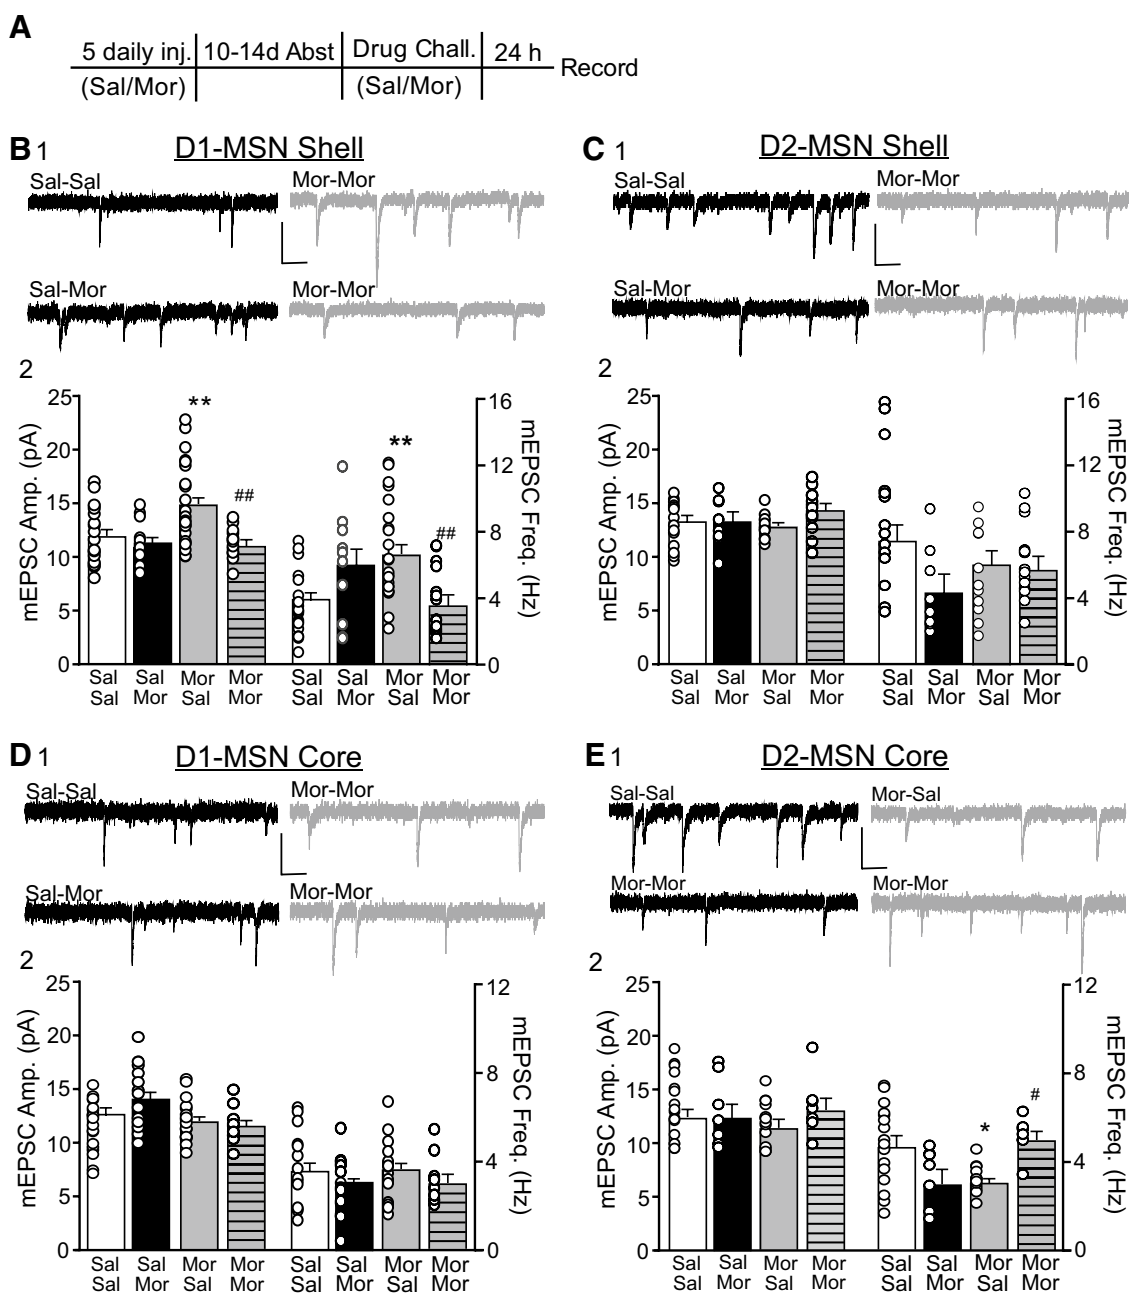 A
5 daily inj. 10-14d Abst Drug Chall. 24 h
(Sal/Mor) (Sal/Mor)
Record
B 1 D1-MSN Shell
Sal-Sal Mor-Mor
Sal-Mor Mor-Mor
2
mEPSC Amp. (pA)
25
20
15
10
5
0
** ## ** ##
16
12
8
4
0
mEPSC Freq. (Hz)
Sal Sal Mor Mor Sal Sal Mor Mor
Sal Mor Sal Mor Sal Mor Sal Mor
C 1 D2-MSN Shell
Sal-Sal Mor-Mor
Sal-Mor Mor-Mor
2
mEPSC Amp. (pA)
25
20
15
10
5
0
16
12
8
4
0
mEPSC Freq. (Hz)
Sal Sal Mor Mor Sal Sal Mor Mor
Sal Mor Sal Mor Sal Mor Sal Mor
D 1 D1-MSN Core
Sal-Sal Mor-Mor
Sal-Mor Mor-Mor
2
mEPSC Amp. (pA)
25
20
15
10
5
0
12
8
4
0
mEPSC Freq. (Hz)
Sal Sal Mor Mor Sal Sal Mor Mor
Sal Mor Sal Mor Sal Mor Sal Mor
E 1 D2-MSN Core
Sal-Sal Mor-Sal
Mor-Mor Mor-Mor
2
mEPSC Amp. (pA)
25
20
15
10
5
0
* #
12
8
4
0
mEPSC Freq. (Hz)
Sal Sal Mor Mor Sal Sal Mor Mor
Sal Mor Sal Mor Sal Mor Sal Mor